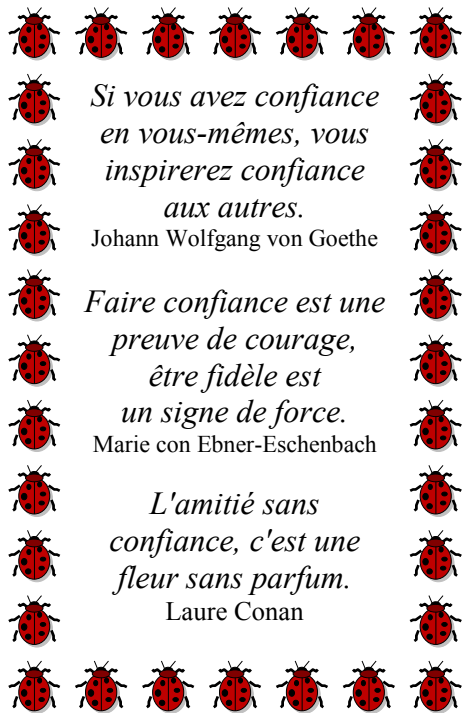 Si vous avez confiance
en vous-mêmes, vous
inspirerez confiance
aux autres.
Johann Wolfgang von Goethe
Faire confiance est une
preuve de courage,
être fidèle est
un signe de force.
Marie con Ebner-Eschenbach
L'amitié sans
confiance, c'est une
fleur sans parfum.
Laure Conan